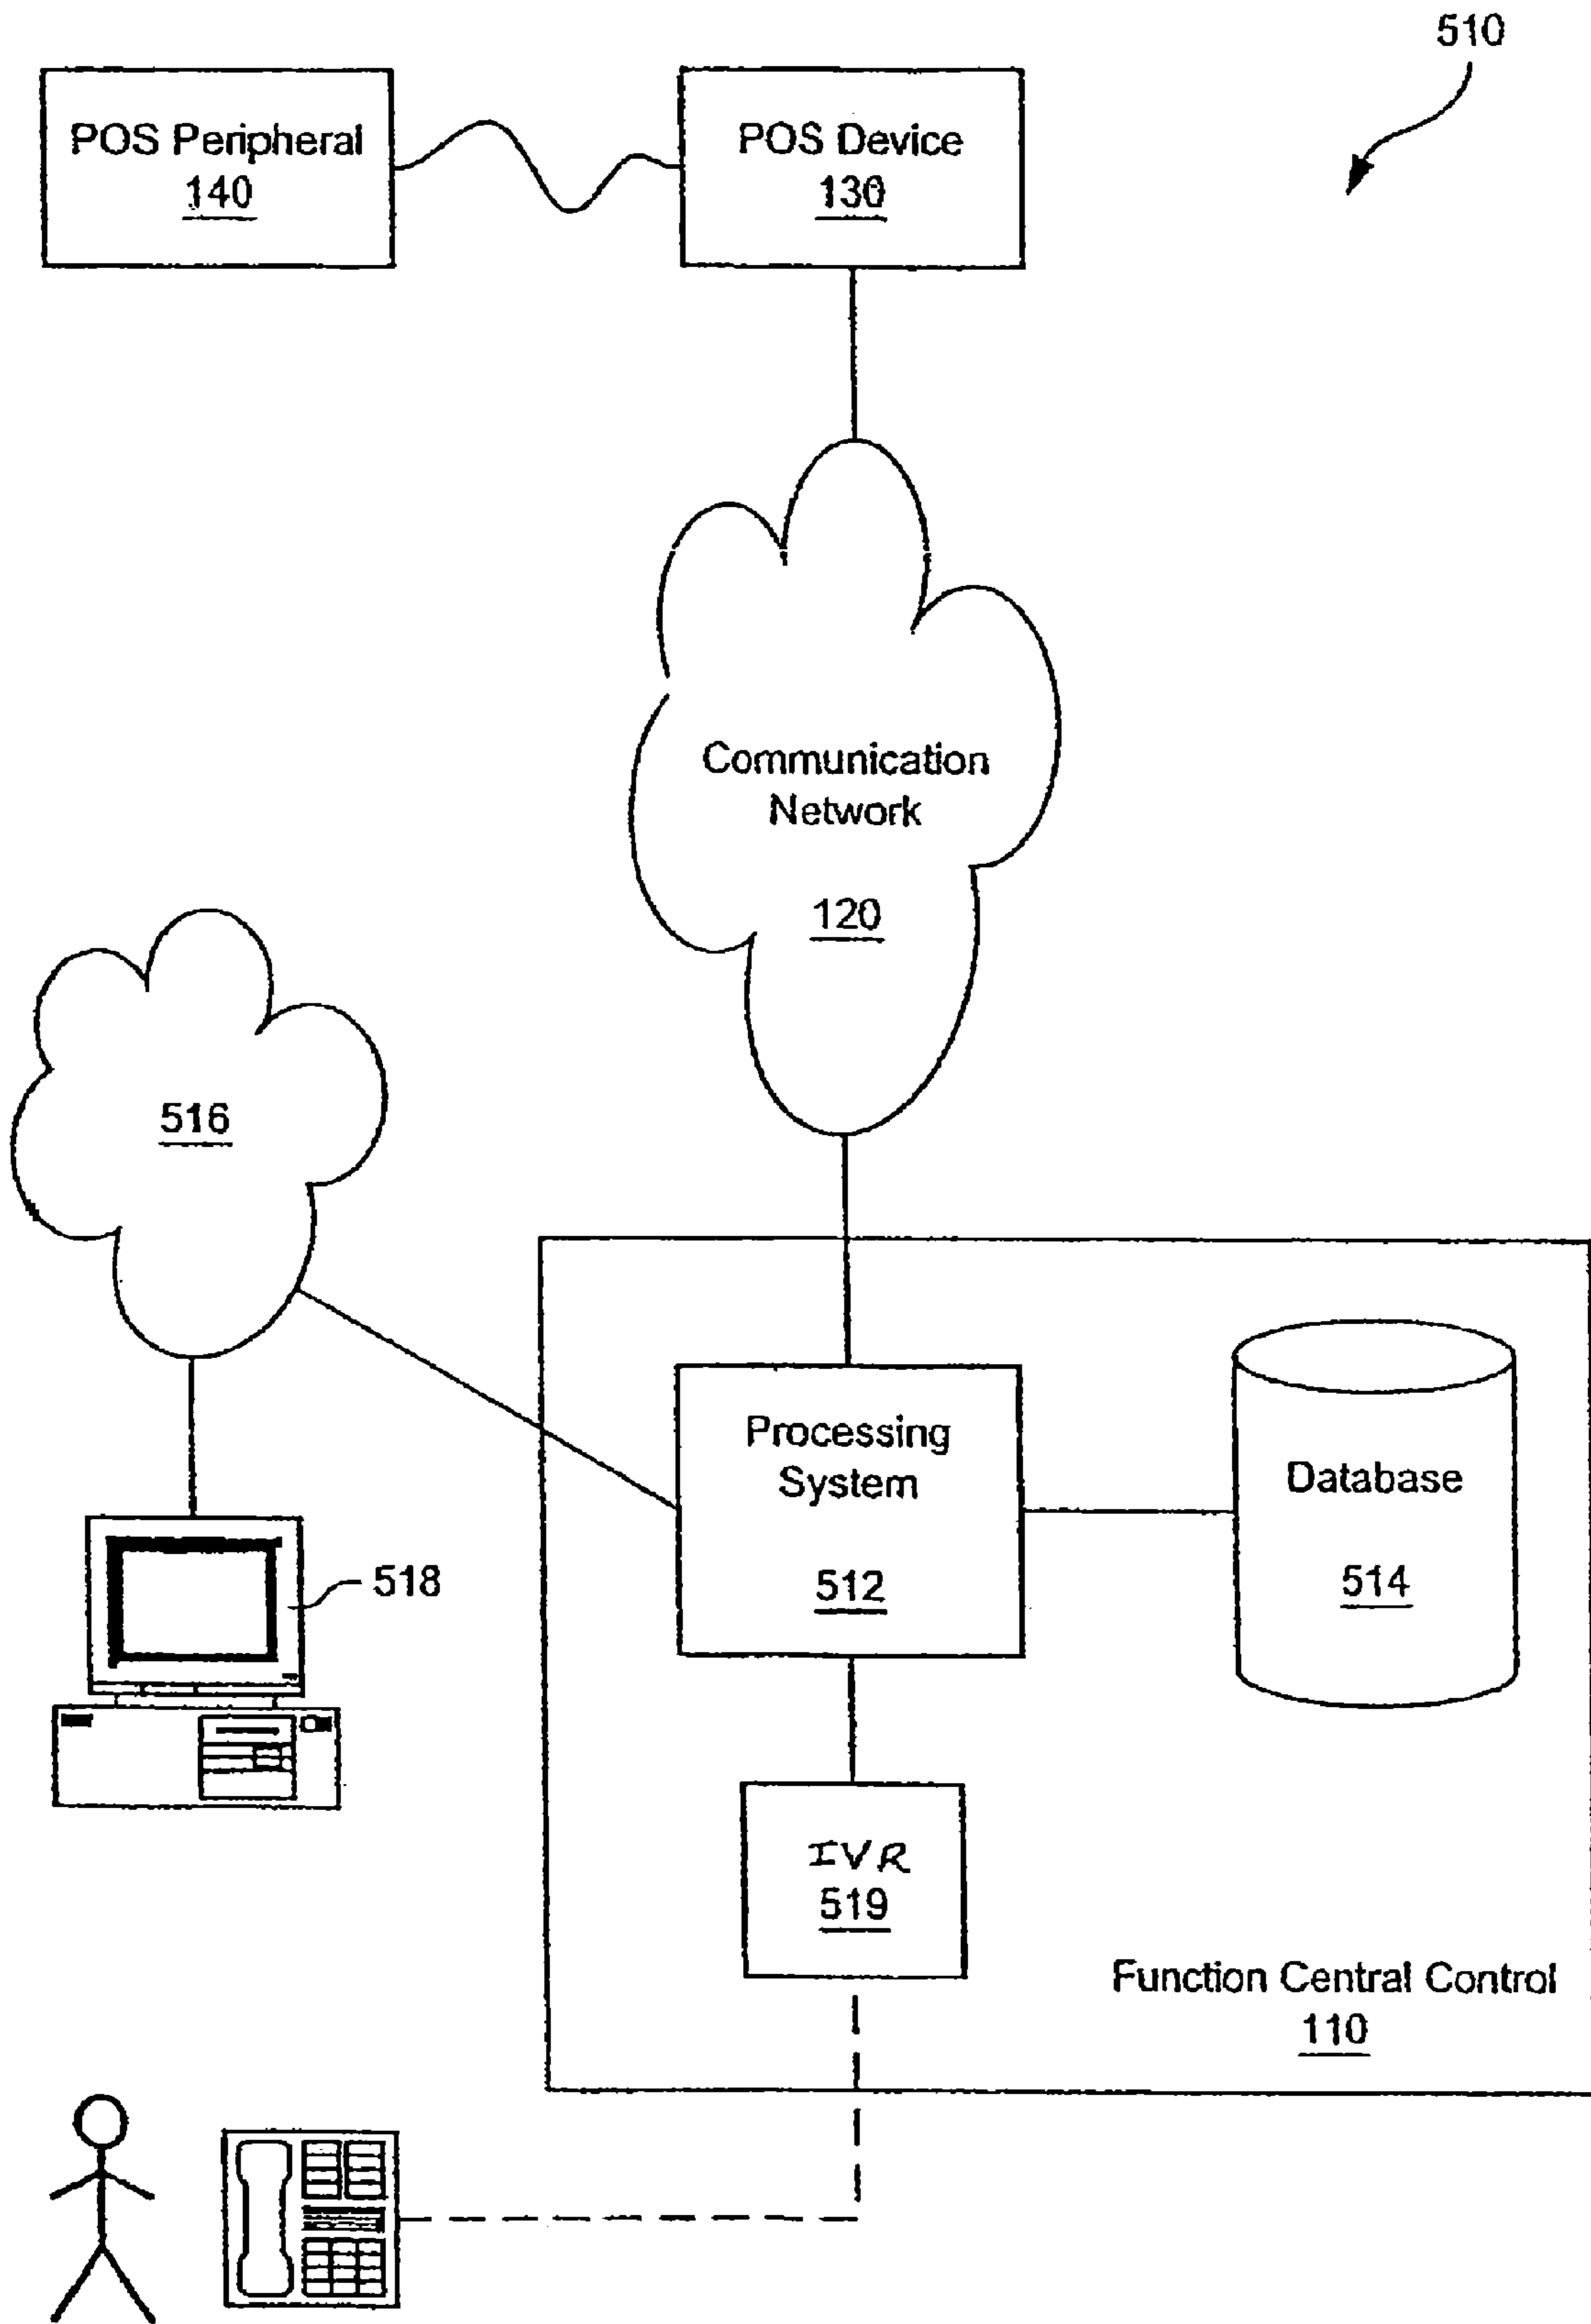 510
POS Peripheral
140
POS Device
130
Communication
Network
120
516
518
Processing
System
512
Database
514
IVR
519
Function Central Control
110